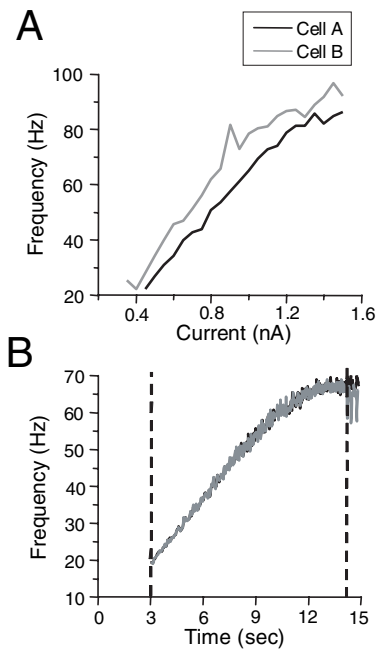 A
Cell A
Cell B
100
80
60
40
20
Frequency (Hz)
0.4 0.8 1.2 1.6
Current (nA)
B
70
60
50
40
30
20
10
Frequency (Hz)
0 3 6 9 12 15
Time (sec)